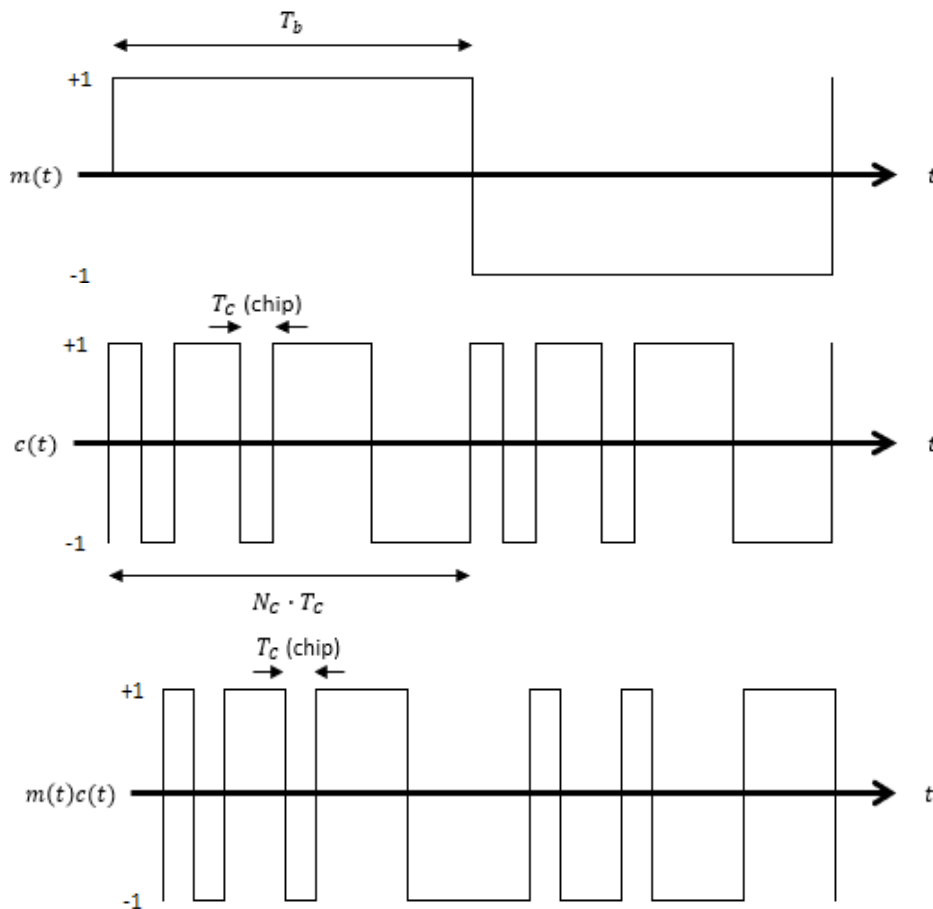 T_b
+1
m(t)
t
-1
T_c (chip)
+1
c(t)
t
-1
N_c · T_c
T_c (chip)
+1
m(t)c(t)
t
-1